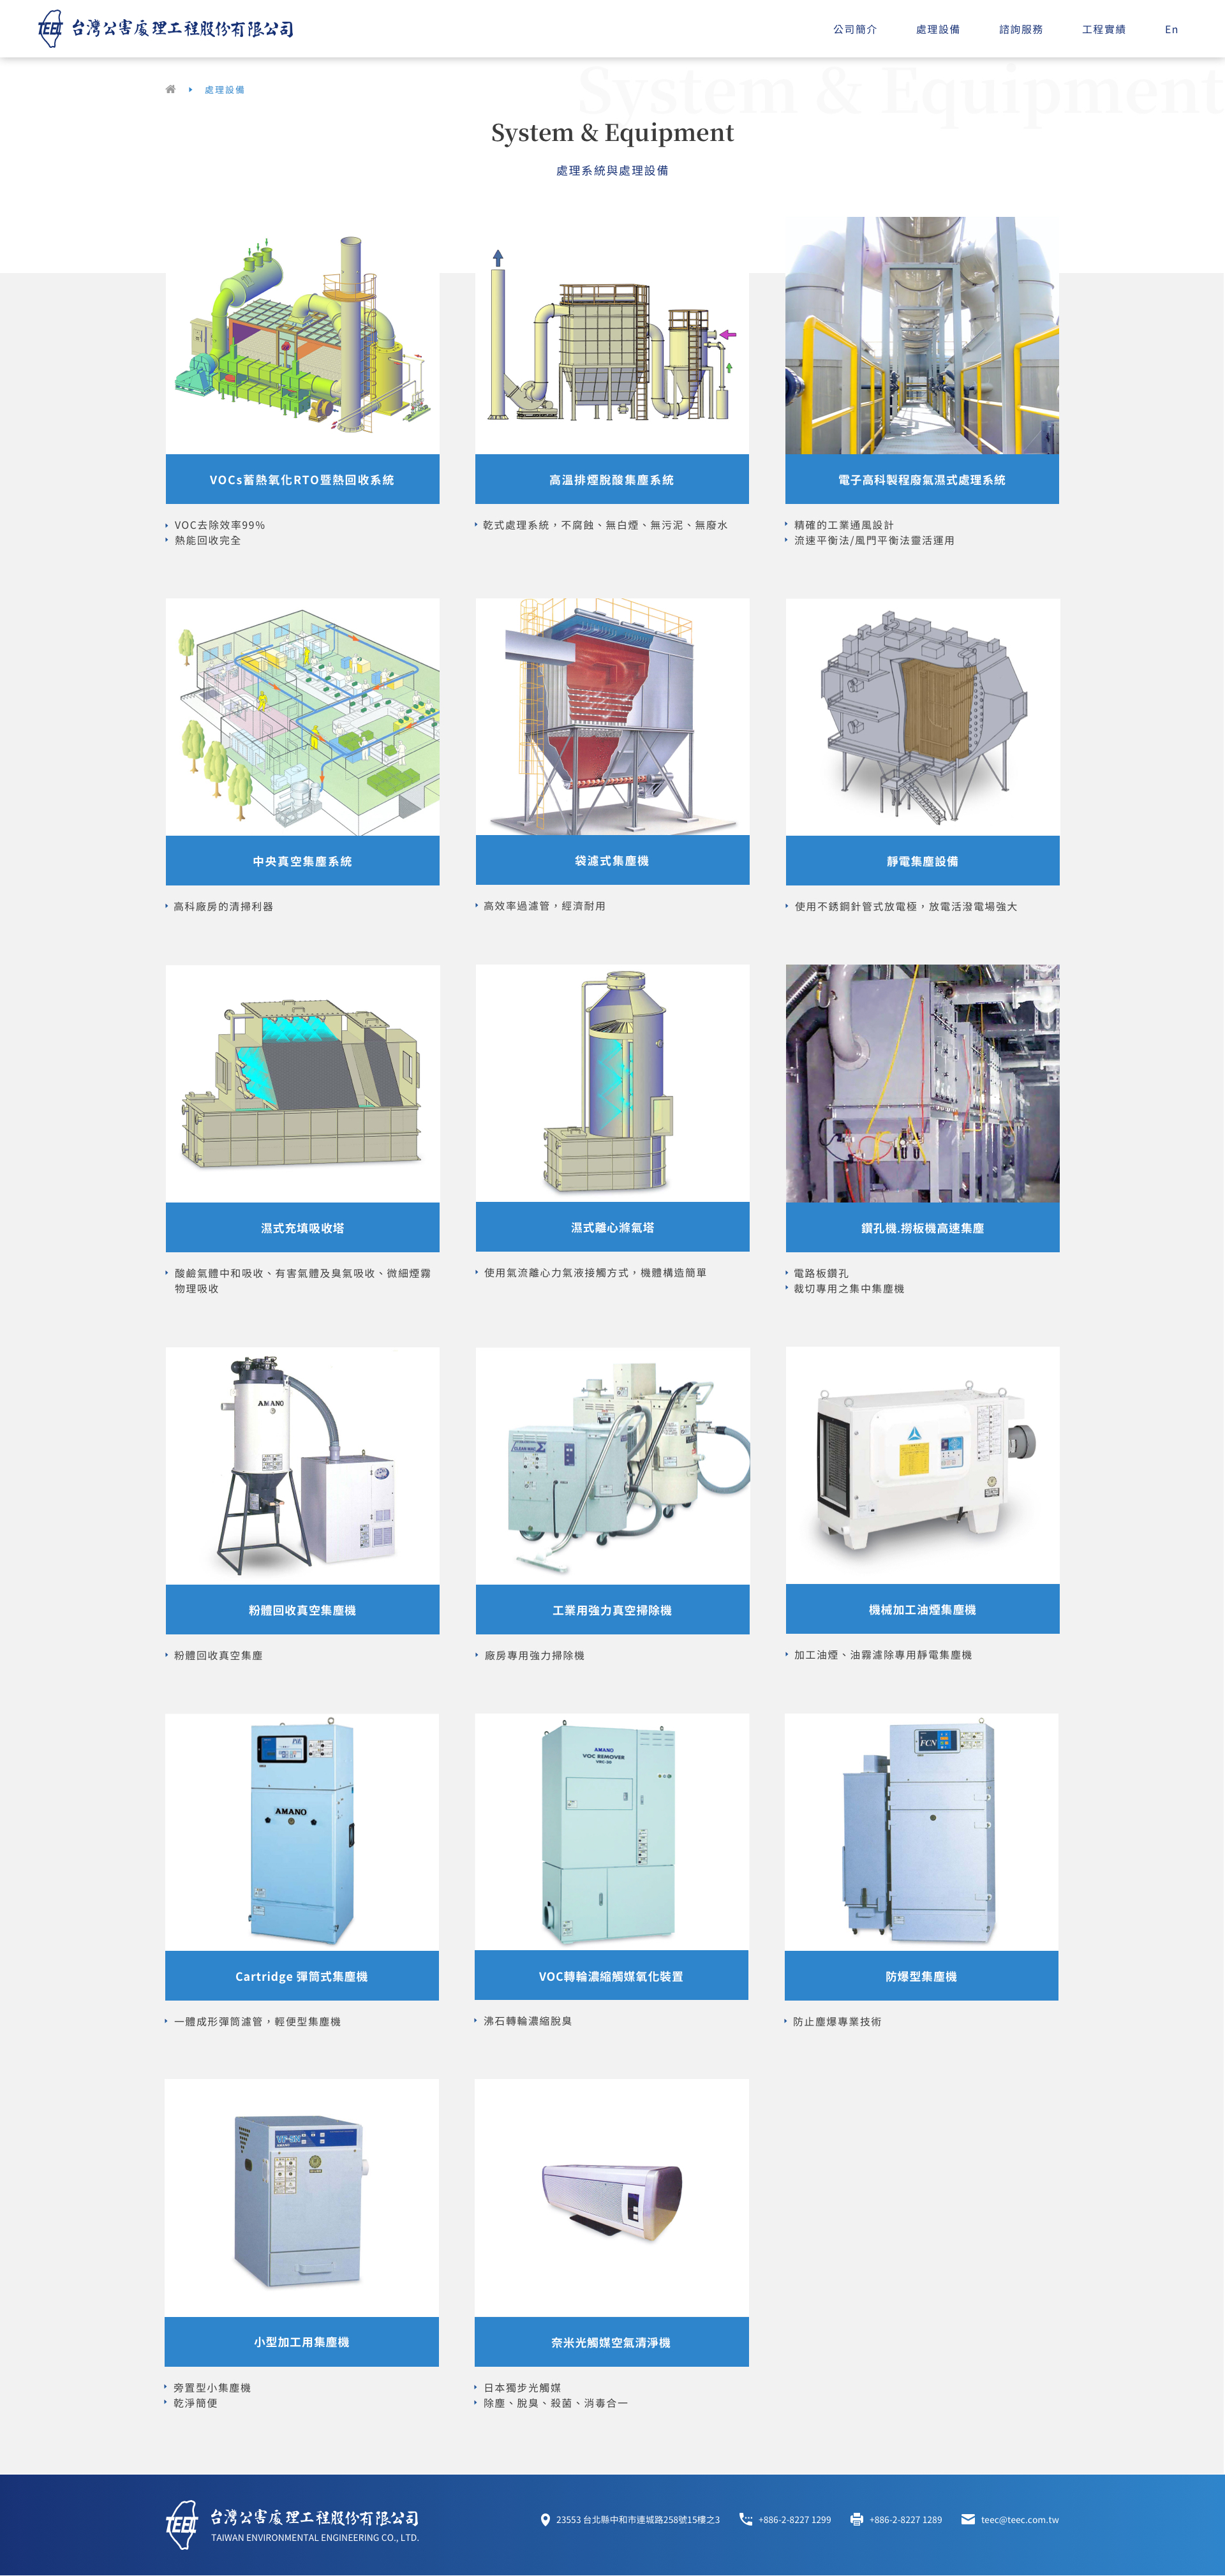 TEEC 台灣公害處理工程股份有限公司
公司簡介 處理設備 諮詢服務 工程實績 En
System & Equipment
處理設備
System & Equipment
處理系統與處理設備
VOCs蓄熱氧化RTO暨熱回收系統
VOC去除效率99%
熱能回收完全
高溫排煙脫酸集塵系統
乾式處理系統，不腐蝕、無白煙、無污泥、無廢水
電子高科製程廢氣濕式處理系統
精確的工業通風設計
流速平衡法/風門平衡法靈活運用
中央真空集塵系統
高科廠房的清掃利器
袋濾式集塵機
高效率過濾管，經濟耐用
靜電集塵設備
使用不銹鋼針管式放電極，放電活潑電場強大
濕式充填吸收塔
酸鹼氣體中和吸收、有害氣體及臭氣吸收、微細煙霧
物理吸收
濕式離心滌氣塔
使用氣流離心力氣液接觸方式，機體構造簡單
鑽孔機.撈板機高速集塵
電路板鑽孔
裁切專用之集中集塵機
AMANO
粉體回收真空集塵機
粉體回收真空集塵
CLEAN MAC Σ
工業用強力真空掃除機
廠房專用強力掃除機
機械加工油煙集塵機
加工油煙、油霧濾除專用靜電集塵機
AMANO
Cartridge 彈筒式集塵機
一體成形彈筒濾管，輕便型集塵機
AMANO
VOC REMOVER
VOC轉輪濃縮觸媒氧化裝置
沸石轉輪濃縮脫臭
FCN
防爆型集塵機
防止塵爆專業技術
AMANO
小型加工用集塵機
旁置型小集塵機
乾淨簡便
奈米光觸媒空氣清淨機
日本獨步光觸媒
除塵、脫臭、殺菌、消毒合一
TEEC 台灣公害處理工程股份有限公司
TAIWAN ENVIRONMENTAL ENGINEERING CO., LTD.
23553 台北縣中和市連城路258號15樓之3 +886-2-8227 1299 +886-2-8227 1289 teec@teec.com.tw